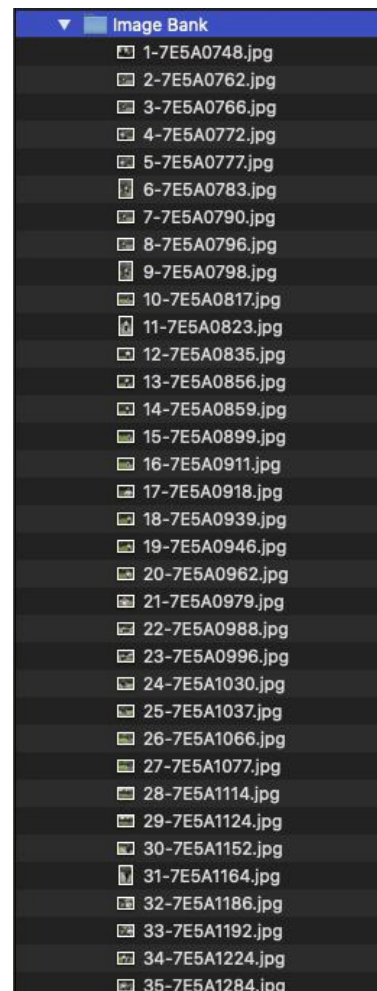 Image Bank
1-7E5A0748.jpg
2-7E5A0762.jpg
3-7E5A0766.jpg
4-7E5A0772.jpg
5-7E5A0777.jpg
6-7E5A0783.jpg
7-7E5A0790.jpg
8-7E5A0796.jpg
9-7E5A0798.jpg
10-7E5A0817.jpg
11-7E5A0823.jpg
12-7E5A0835.jpg
13-7E5A0856.jpg
14-7E5A0859.jpg
15-7E5A0899.jpg
16-7E5A0911.jpg
17-7E5A0918.jpg
18-7E5A0939.jpg
19-7E5A0946.jpg
20-7E5A0962.jpg
21-7E5A0979.jpg
22-7E5A0988.jpg
23-7E5A0996.jpg
24-7E5A1030.jpg
25-7E5A1037.jpg
26-7E5A1066.jpg
27-7E5A1077.jpg
28-7E5A1114.jpg
29-7E5A1124.jpg
30-7E5A1152.jpg
31-7E5A1164.jpg
32-7E5A1186.jpg
33-7E5A1192.jpg
34-7E5A1224.jpg
35-7E5A1284.jpg